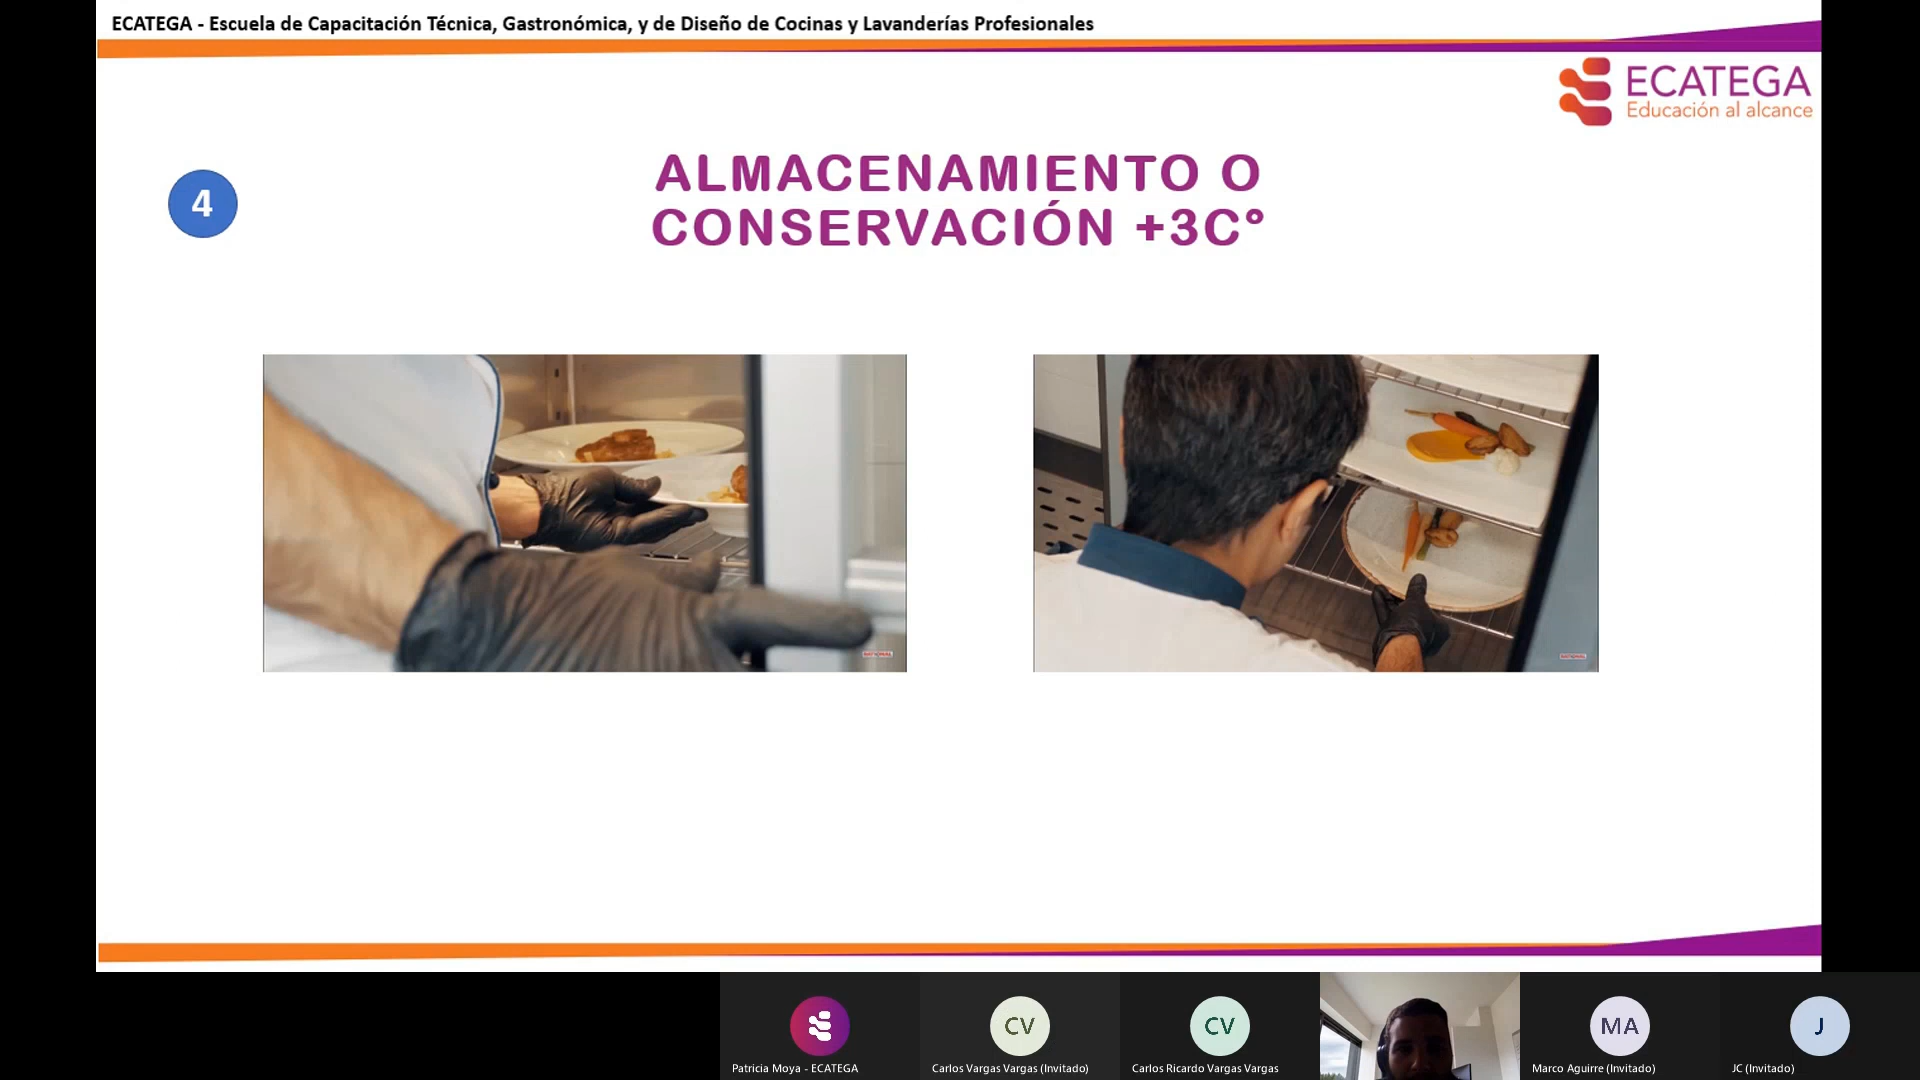 ECATEGA - Escuela de Capacitación Técnica, Gastronómica, y de Diseño de Cocinas y Lavanderías Profesionales
ECATEGA
Educación al alcance
4
ALMACENAMIENTO O
CONSERVACIÓN +3C°
RATIONAL
RATIONAL
CV
CV
MA
J
Patricia Moya - ECATEGA
Carlos Vargas Vargas (Invitado)
Carlos Ricardo Vargas Vargas
Marco Aguirre (Invitado)
JC (Invitado)